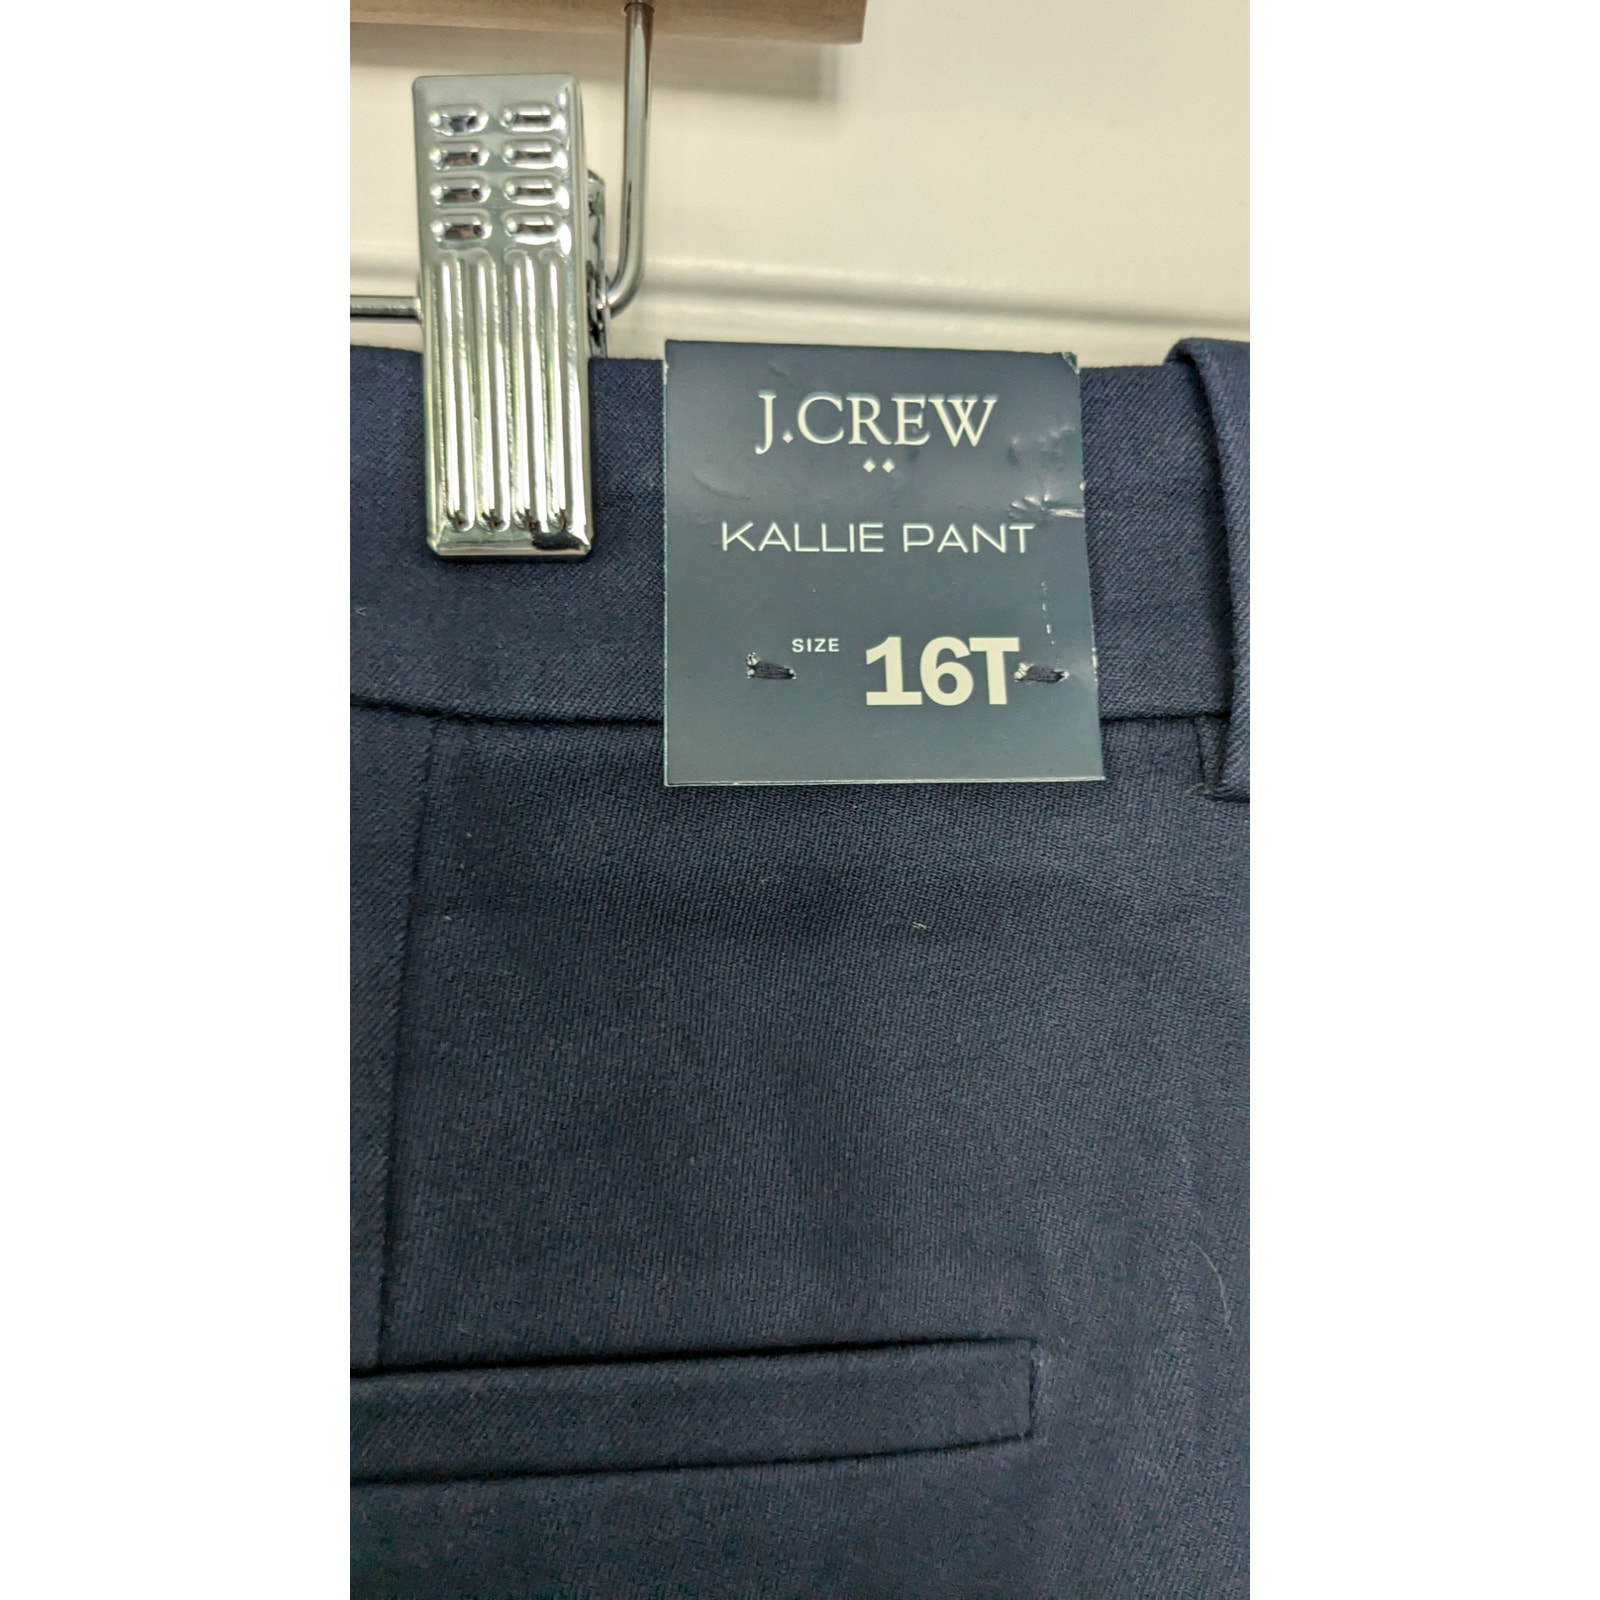 J.CREW
KALLIE PANT
SIZE 16T